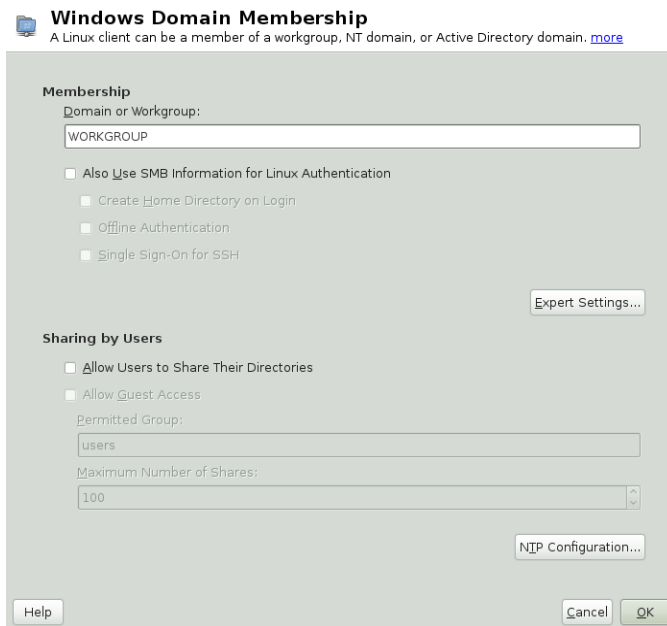 Windows Domain Membership
A Linux client can be a member of a workgroup, NT domain, or Active Directory domain. more
Membership
Domain or Workgroup:
WORKGROUP
Also Use SMB Information for Linux Authentication
Create Home Directory on Login
Offline Authentication
Single Sign-On for SSH
Expert Settings...
Sharing by Users
Allow Users to Share Their Directories
Allow Guest Access
Permitted Group:
users
Maximum Number of Shares:
100
NTP Configuration...
Help Cancel OK